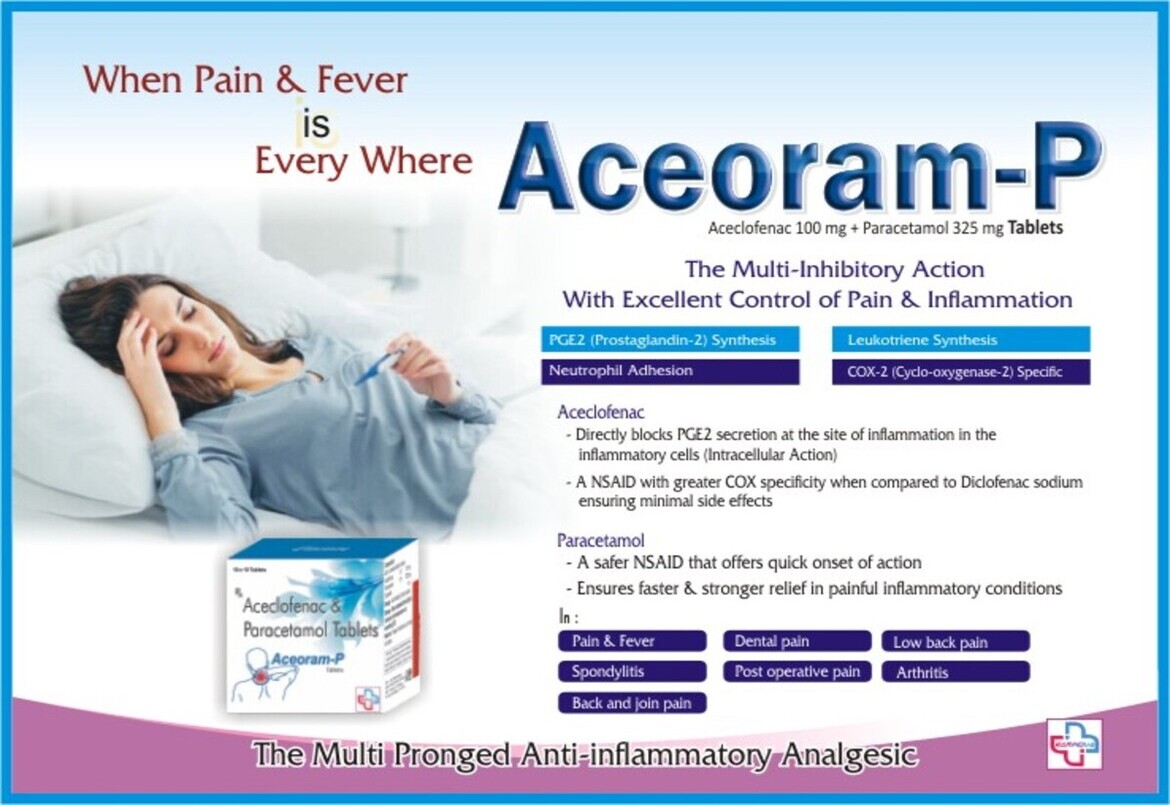 When Pain & Fever
is
Every Where
Aceoram-P
Aceclofenac 100 mg + Paracetamol 325 mg Tablets
The Multi-Inhibitory Action
With Excellent Control of Pain & Inflammation
PGE2 (Prostaglandin-2) Synthesis
Leukotriene Synthesis
Neutrophil Adhesion
COX-2 (Cyclo-oxygenase-2) Specific
Aceclofenac
- Directly blocks PGE2 secretion at the site of inflammation in the
inflammatory cells (Intracellular Action)
- A NSAID with greater COX specificity when compared to Diclofenac sodium
ensuring minimal side effects
Paracetamol
- A safer NSAID that offers quick onset of action
- Ensures faster & stronger relief in painful inflammatory conditions
In :
Pain & Fever
Dental pain
Low back pain
Spondylitis
Post operative pain
Arthritis
Back and join pain
Aceclofenac &
Paracetamol Tablets
Aceoram-P
Tablets
The Multi Pronged Anti-inflammatory Analgesic